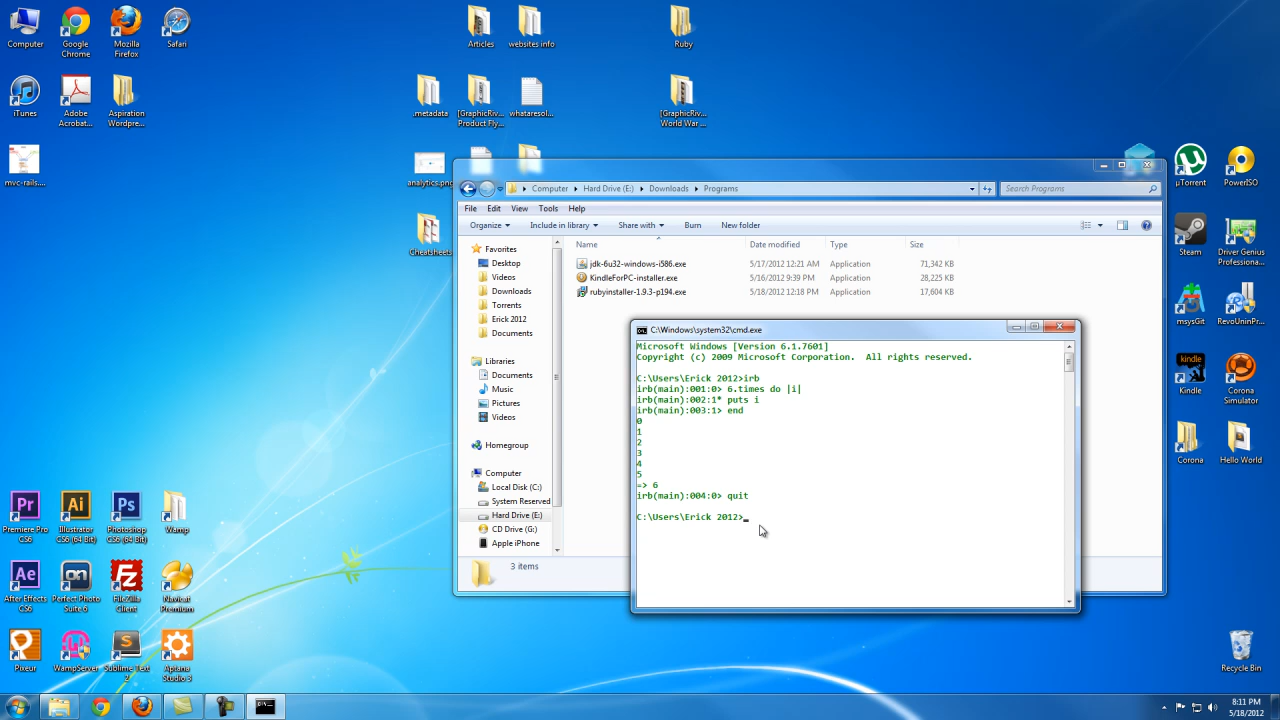 Computer
Google Chrome
Mozilla Firefox
Safari
Articles
websites info
Ruby
iTunes
Adobe Acrobat...
Aspiration Wordpre...
.metadata
[GraphicRiv... Product Fly...
whataresol...
[GraphicRiv... World War ...
mvc-rails....
analytics.png
Cheatsheets
µTorrent
PowerISO
Steam
Driver Genius Professiona...
msysGit
RevoUninPr...
Kindle
Corona Simulator
Corona
Hello World
Computer
Hard Drive (E:)
Downloads
Programs
Search Programs
File Edit View Tools Help
Organize Include in library Share with Burn New folder
Name Date modified Type Size
jdk-6u32-windows-i586.exe 5/17/2012 12:21 AM Application 71,342 KB
KindleForPC-installer.exe 5/16/2012 9:39 PM Application 28,225 KB
rubyinstaller-1.9.3-p194.exe 5/18/2012 12:18 PM Application 17,604 KB
Favorites
Desktop
Videos
Downloads
Torrents
Erick 2012
Documents
Libraries
Documents
Music
Pictures
Videos
Homegroup
Computer
Local Disk (C:)
System Reserved
Hard Drive (E:)
CD Drive (G:)
Apple iPhone
3 items
C:\Windows\system32\cmd.exe
Microsoft Windows [Version 6.1.7601]
Copyright (c) 2009 Microsoft Corporation. All rights reserved.
C:\Users\Erick 2012>irb
irb(main):001:0> 6.times do |i|
irb(main):002:1* puts i
irb(main):003:1> end
0
1
2
3
4
5
=> 6
irb(main):004:0> quit
C:\Users\Erick 2012>
Premiere Pro CS6
Illustrator CS6 (64 Bit)
Photoshop CS6 (64 Bit)
Wamp
After Effects CS6
Perfect Photo Suite 6
FileZilla Client
Navicat Premium
Pixeur
WampServer
Sublime Text 2
Aptana Studio 3
Recycle Bin
8:11 PM
5/18/2012